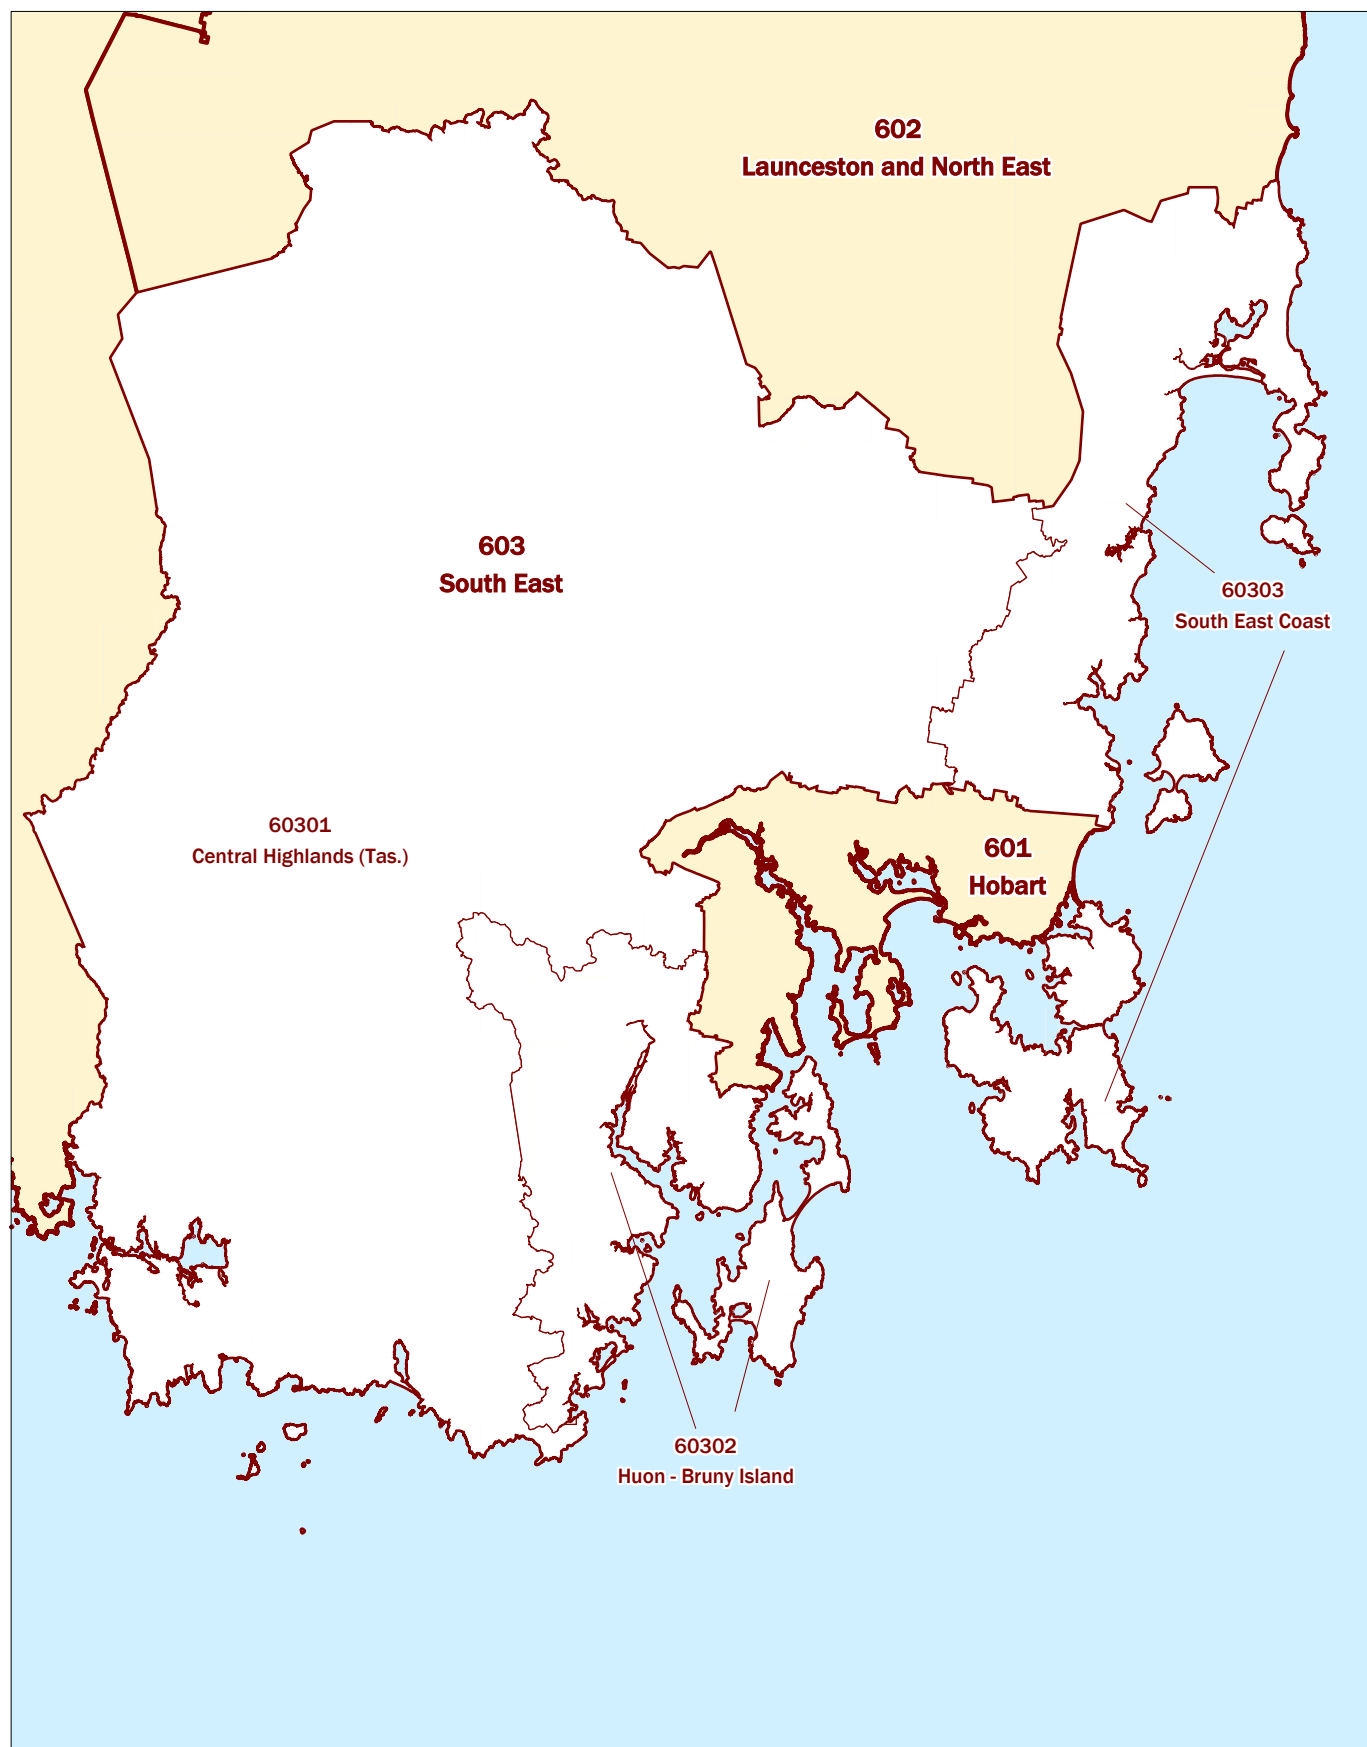 602
Launceston and North East
603
South East
60303
South East Coast
60301
Central Highlands (Tas.)
601
Hobart
60302
Huon - Bruny Island